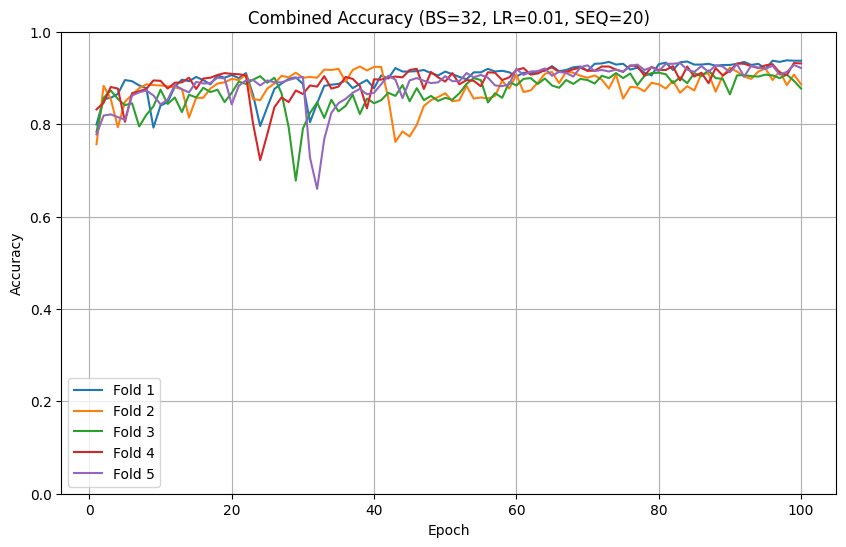 Combined Accuracy (BS=32, LR=0.01, SEQ=20)
1.0
0.8
0.6
0.4
0.2
0.0
Accuracy
Fold 1
Fold 2
Fold 3
Fold 4
Fold 5
0 20 40 60 80 100
Epoch